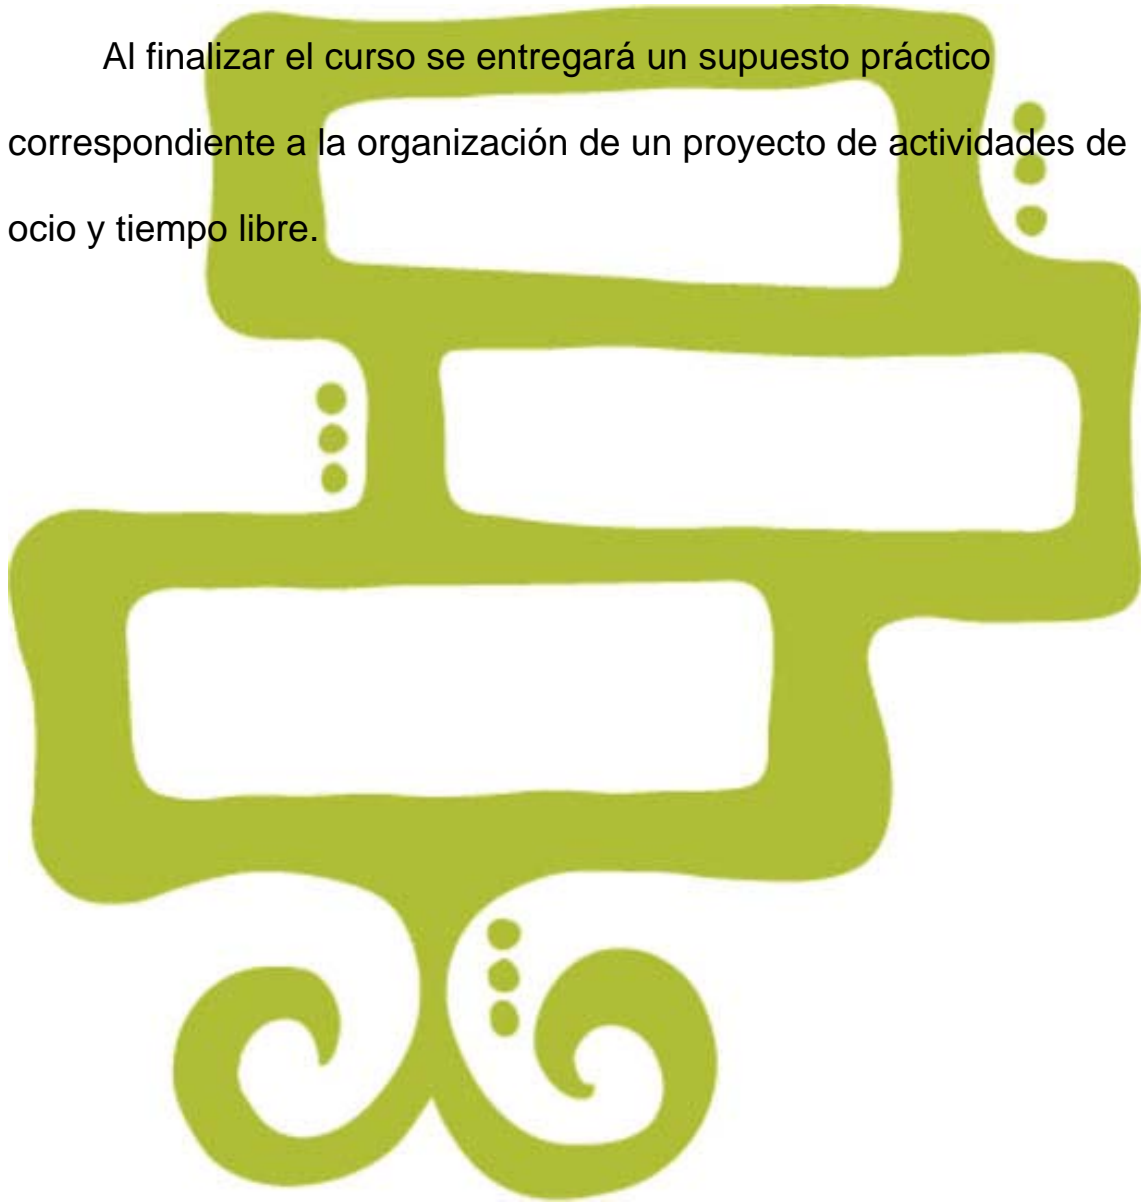 Al finalizar el curso se entregará un supuesto práctico
correspondiente a la organización de un proyecto de actividades de
ocio y tiempo libre.